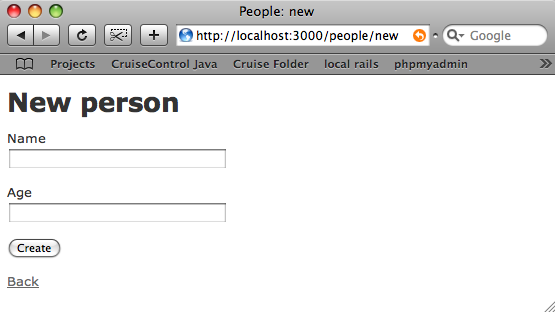 People: new
http://localhost:3000/people/new
Google
Projects CruiseControl Java Cruise Folder local rails phpmyadmin
New person
Name
Age
Create
Back